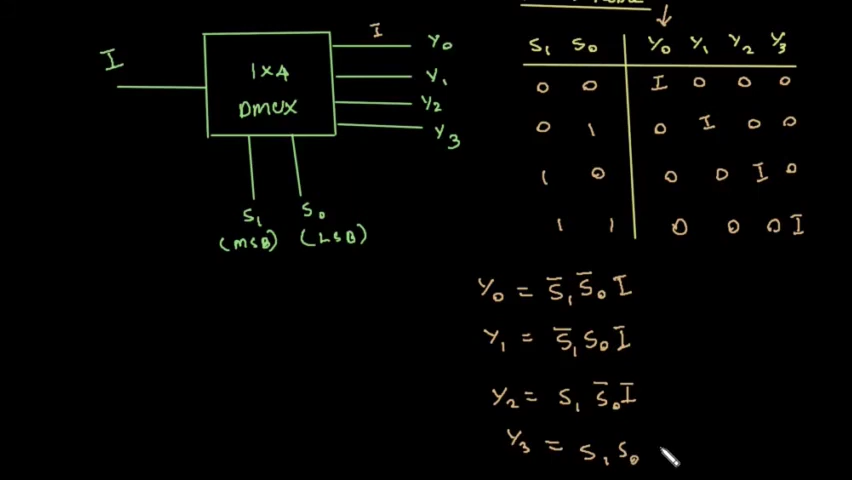 I
1X4
DMUX
I
Y₀
Y₁
Y₂
Y₃
S₁ S₀
(MSB) (LSB)
S₁ S₀ Y₀ Y₁ Y₂ Y₃
0 0 I 0 0 0
0 1 0 I 0 0
1 0 0 0 I 0
1 1 0 0 0 I
Y₀ = S̅₁ S̅₀ I
Y₁ = S̅₁ S₀ I
Y₂ = S₁ S̅₀ I
Y₃ = S₁ S₀